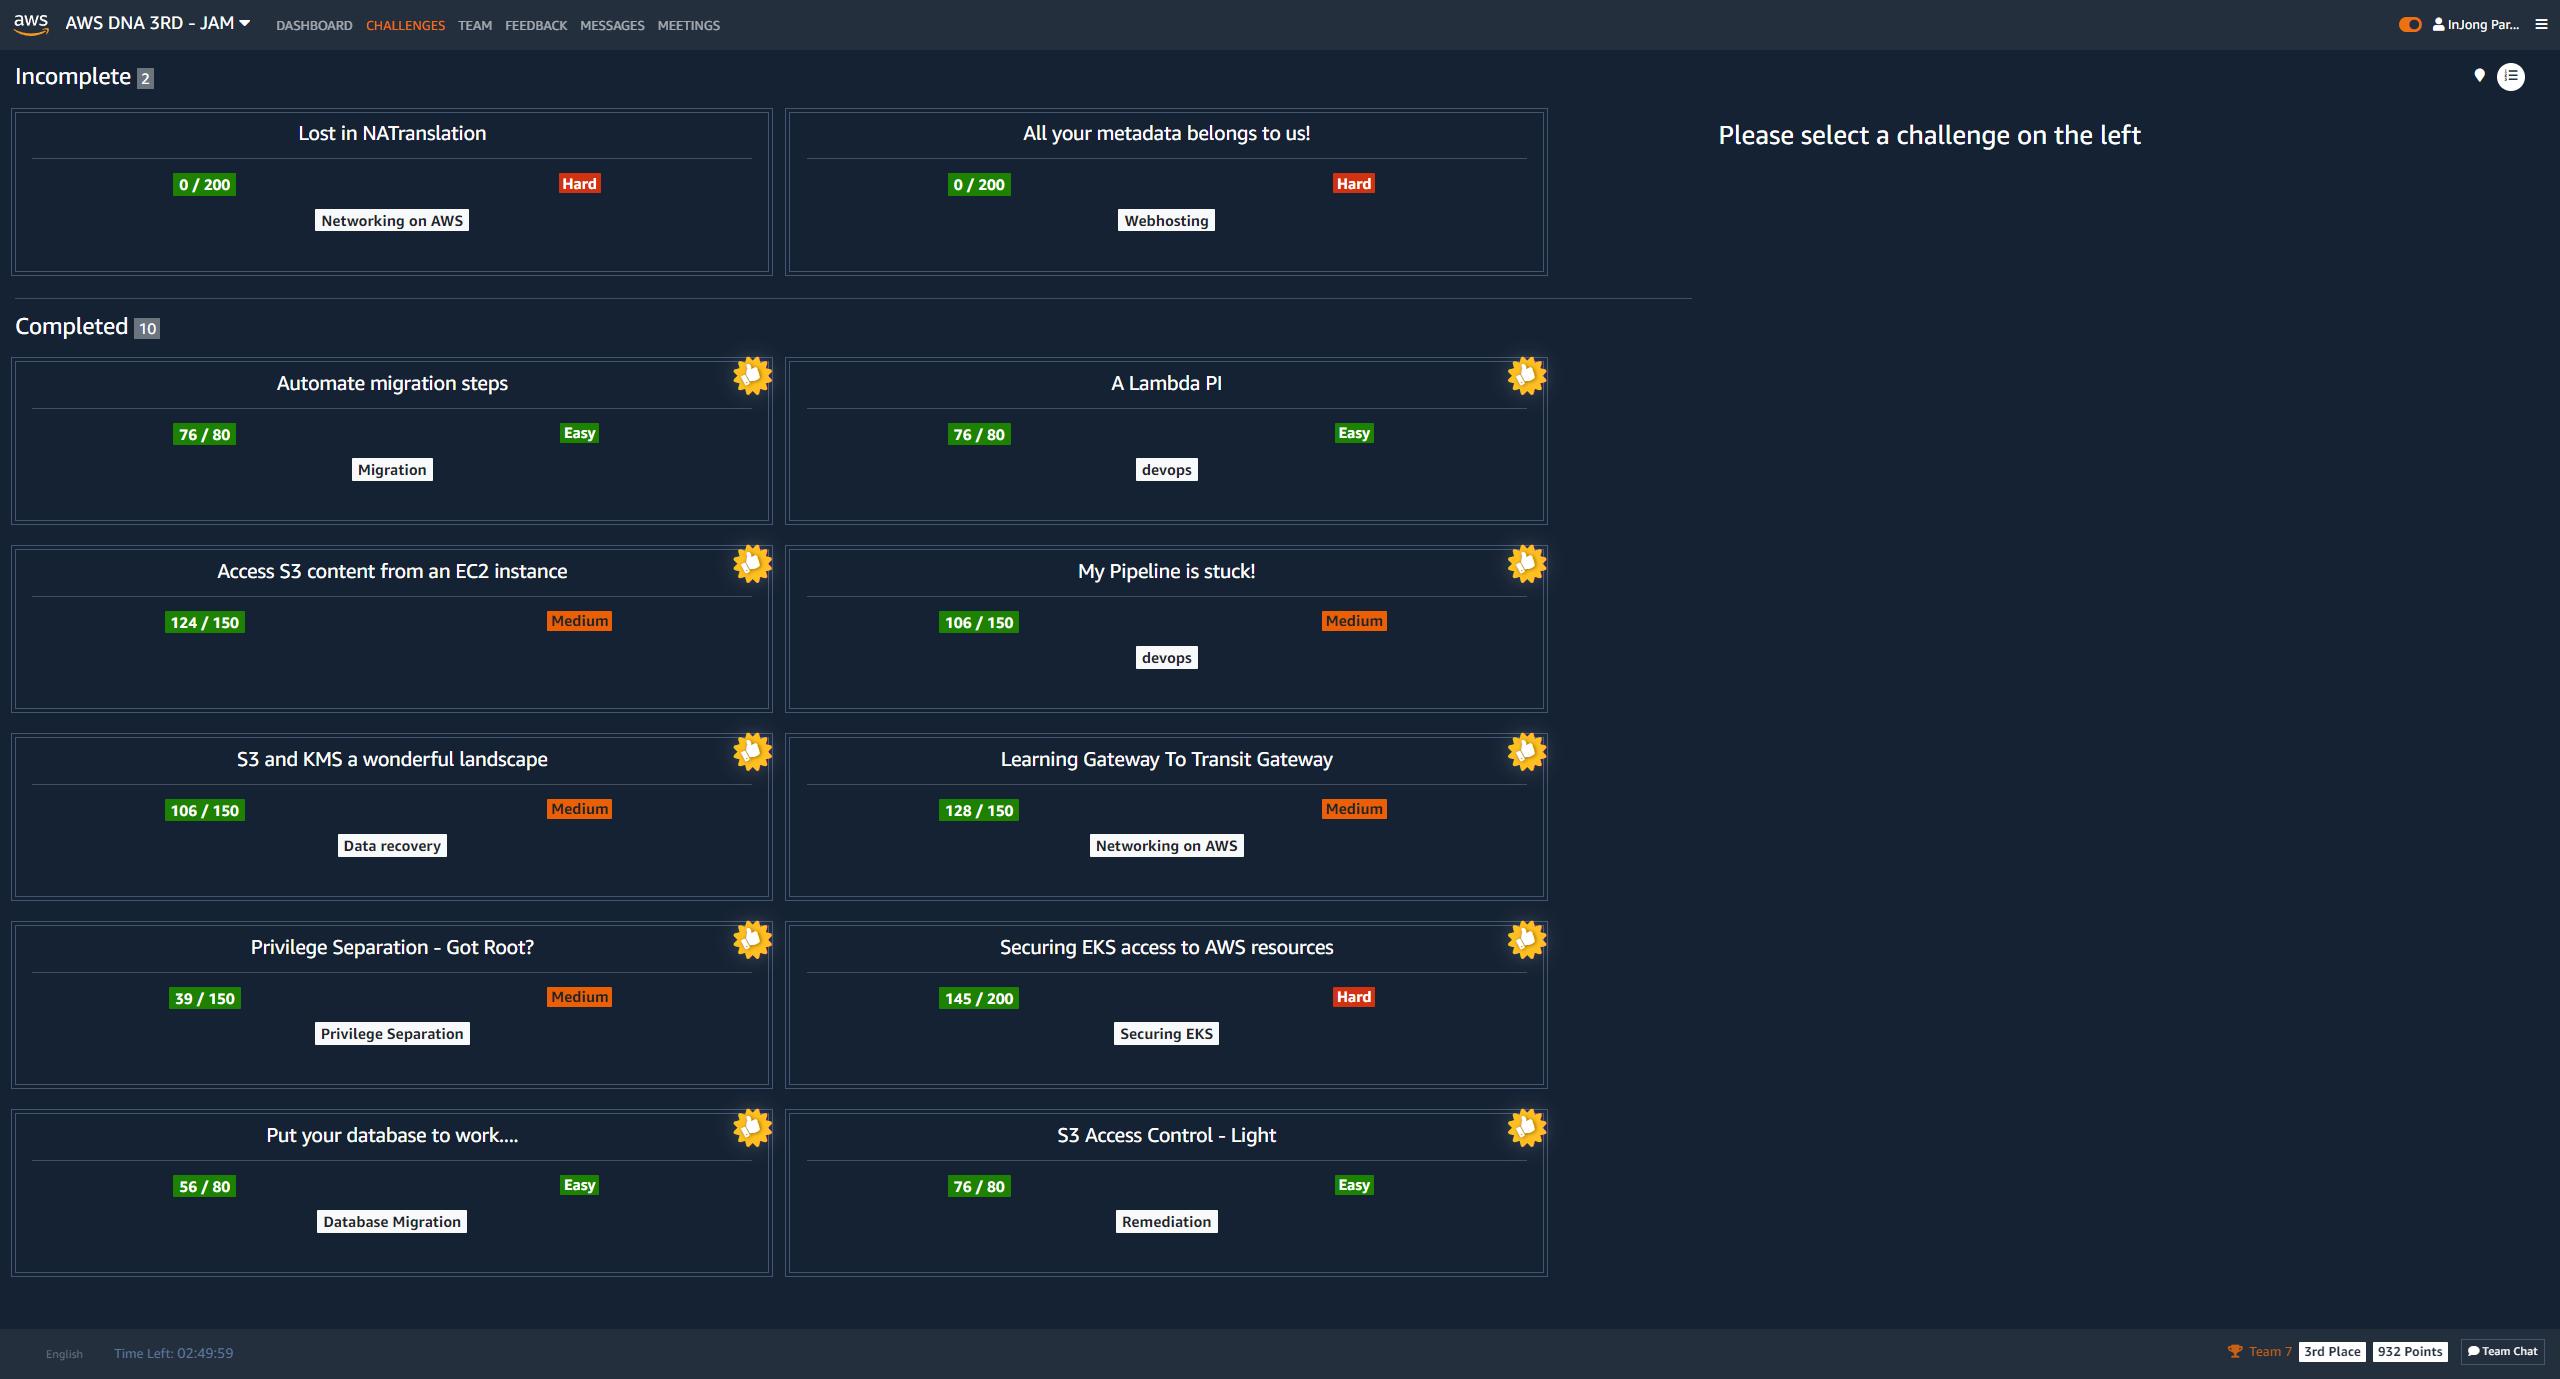 aws AWS DNA 3RD - JAM DASHBOARD CHALLENGES TEAM FEEDBACK MESSAGES MEETINGS InJong Par...
Incomplete 2
Please select a challenge on the left
Lost in NATranslation
0 / 200 Hard
Networking on AWS
All your metadata belongs to us!
0 / 200 Hard
Webhosting
Completed 10
Automate migration steps
76 / 80 Easy
Migration
A Lambda PI
76 / 80 Easy
devops
Access S3 content from an EC2 instance
124 / 150 Medium
My Pipeline is stuck!
106 / 150 Medium
devops
S3 and KMS a wonderful landscape
106 / 150 Medium
Data recovery
Learning Gateway To Transit Gateway
128 / 150 Medium
Networking on AWS
Privilege Separation - Got Root?
39 / 150 Medium
Privilege Separation
Securing EKS access to AWS resources
145 / 200 Hard
Securing EKS
Put your database to work....
56 / 80 Easy
Database Migration
S3 Access Control - Light
76 / 80 Easy
Remediation
English Time Left: 02:49:59 Team 7 3rd Place 932 Points Team Chat